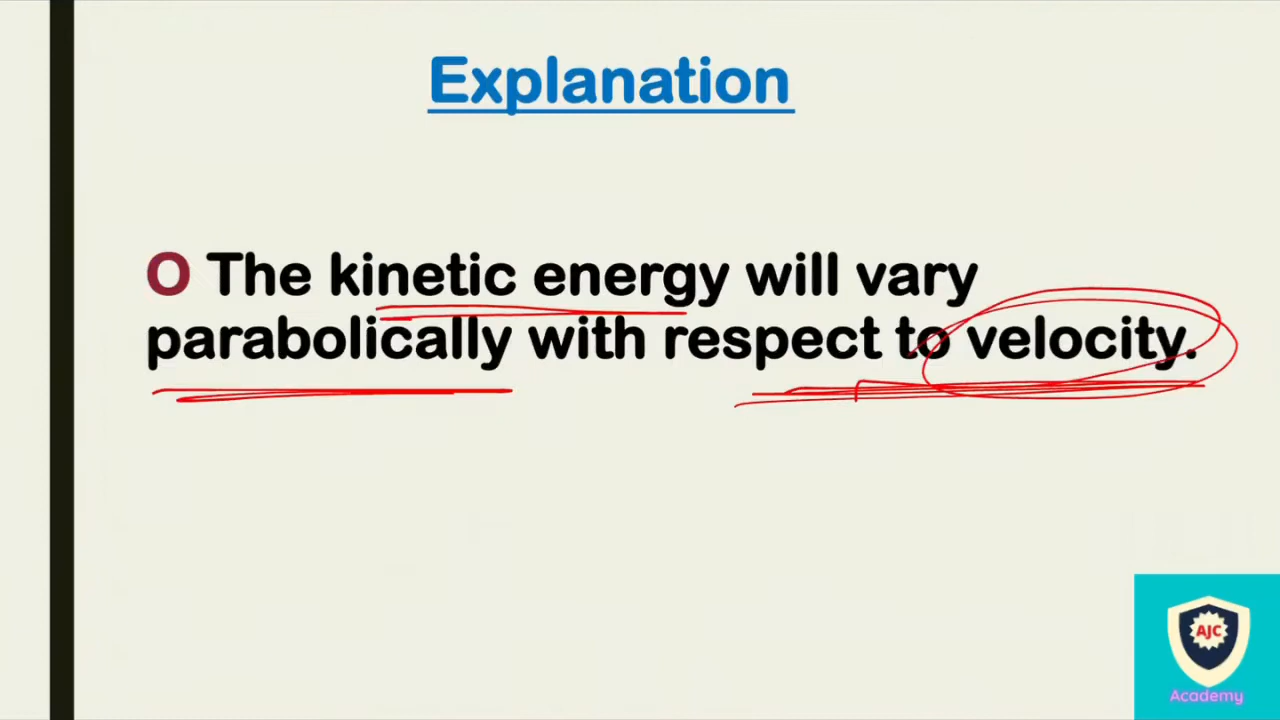 Explanation
O The kinetic energy will vary
parabolically with respect to velocity.
AJC
Academy